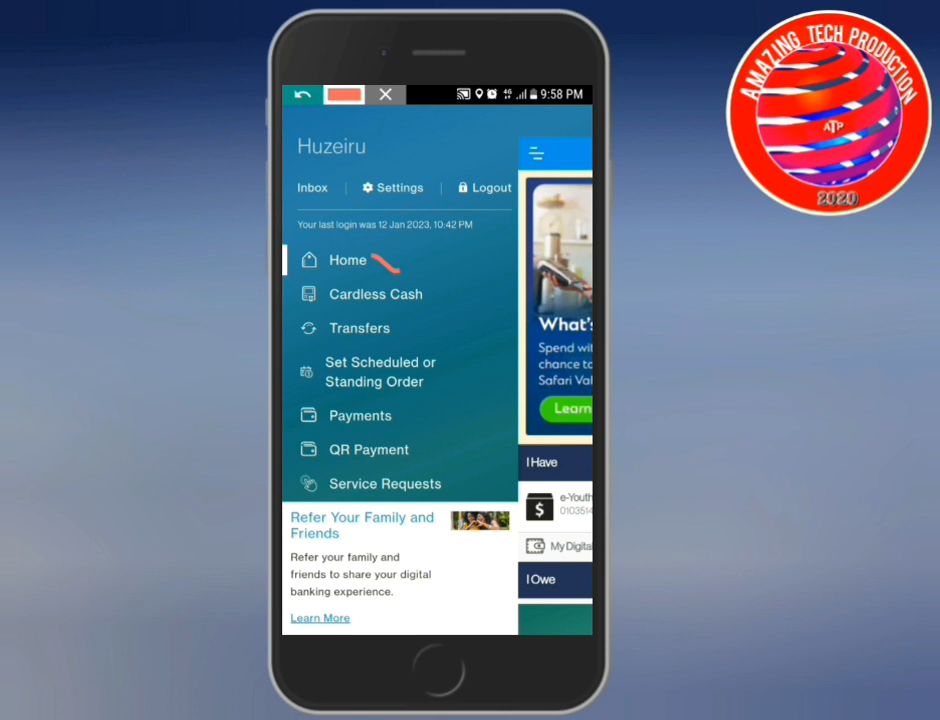 AMAZING TECH PRODUCTION
ATP
2020
4G
9:58 PM
Huzeiru
Inbox
Settings
Logout
Your last login was 12 Jan 2023, 10:42 PM
Home
Cardless Cash
Transfers
Set Scheduled or
Standing Order
Payments
QR Payment
Service Requests
Refer Your Family and
Friends
Refer your family and
friends to share your digital
banking experience.
Learn More
What's
Spend wit
chance to
Safari Val
Learn
I Have
$
e-Youth
0103514
My Digita
I Owe